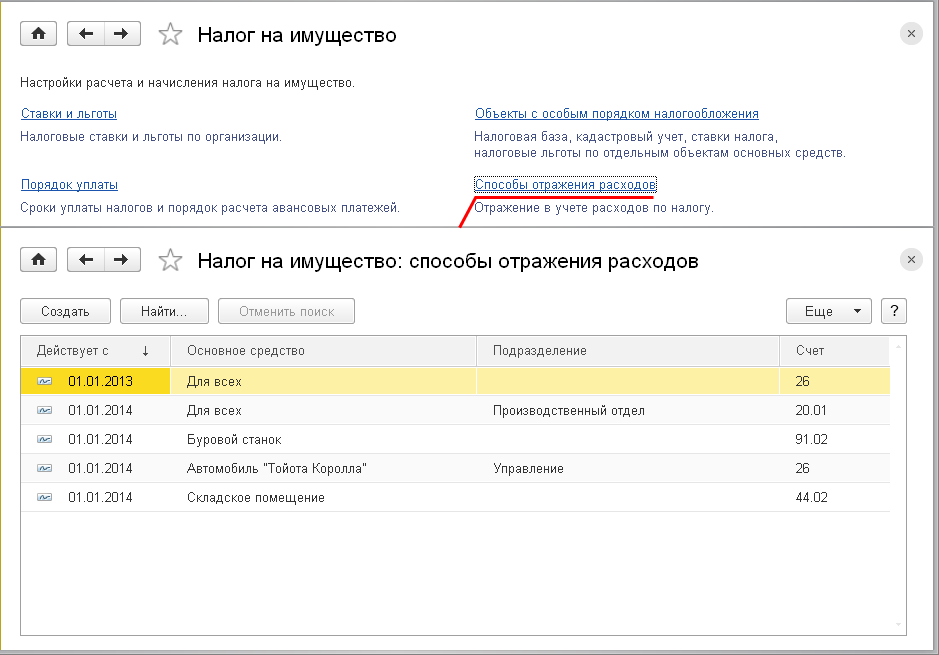 Налог на имущество
Настройки расчета и начисления налога на имущество.
Ставки и льготы
Налоговые ставки и льготы по организации.
Объекты с особым порядком налогообложения
Налоговая база, кадастровый учет, ставки налога,
налоговые льготы по отдельным объектам основных средств.
Порядок уплаты
Сроки уплаты налогов и порядок расчета авансовых платежей.
Способы отражения расходов
Отражение в учете расходов по налогу.
Налог на имущество: способы отражения расходов
Создать Найти... Отменить поиск Еще ?
Действует с ↓ Основное средство Подразделение Счет
01.01.2013 Для всех 26
01.01.2014 Для всех Производственный отдел 20.01
01.01.2014 Буровой станок 91.02
01.01.2014 Автомобиль "Тойота Королла" Управление 26
01.01.2014 Складское помещение 44.02